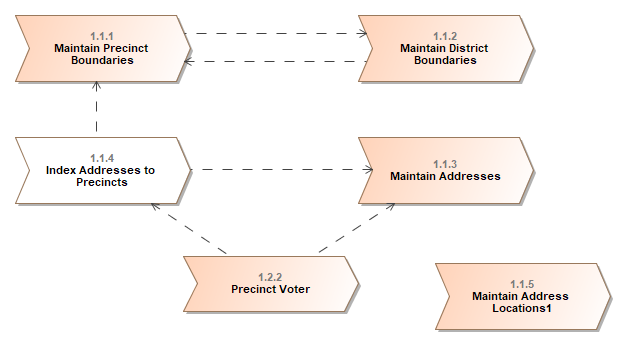 1.1.1
Maintain Precinct
Boundaries
1.1.2
Maintain District
Boundaries
1.1.4
Index Addresses to
Precincts
1.1.3
Maintain Addresses
1.2.2
Precinct Voter
1.1.5
Maintain Address
Locations1